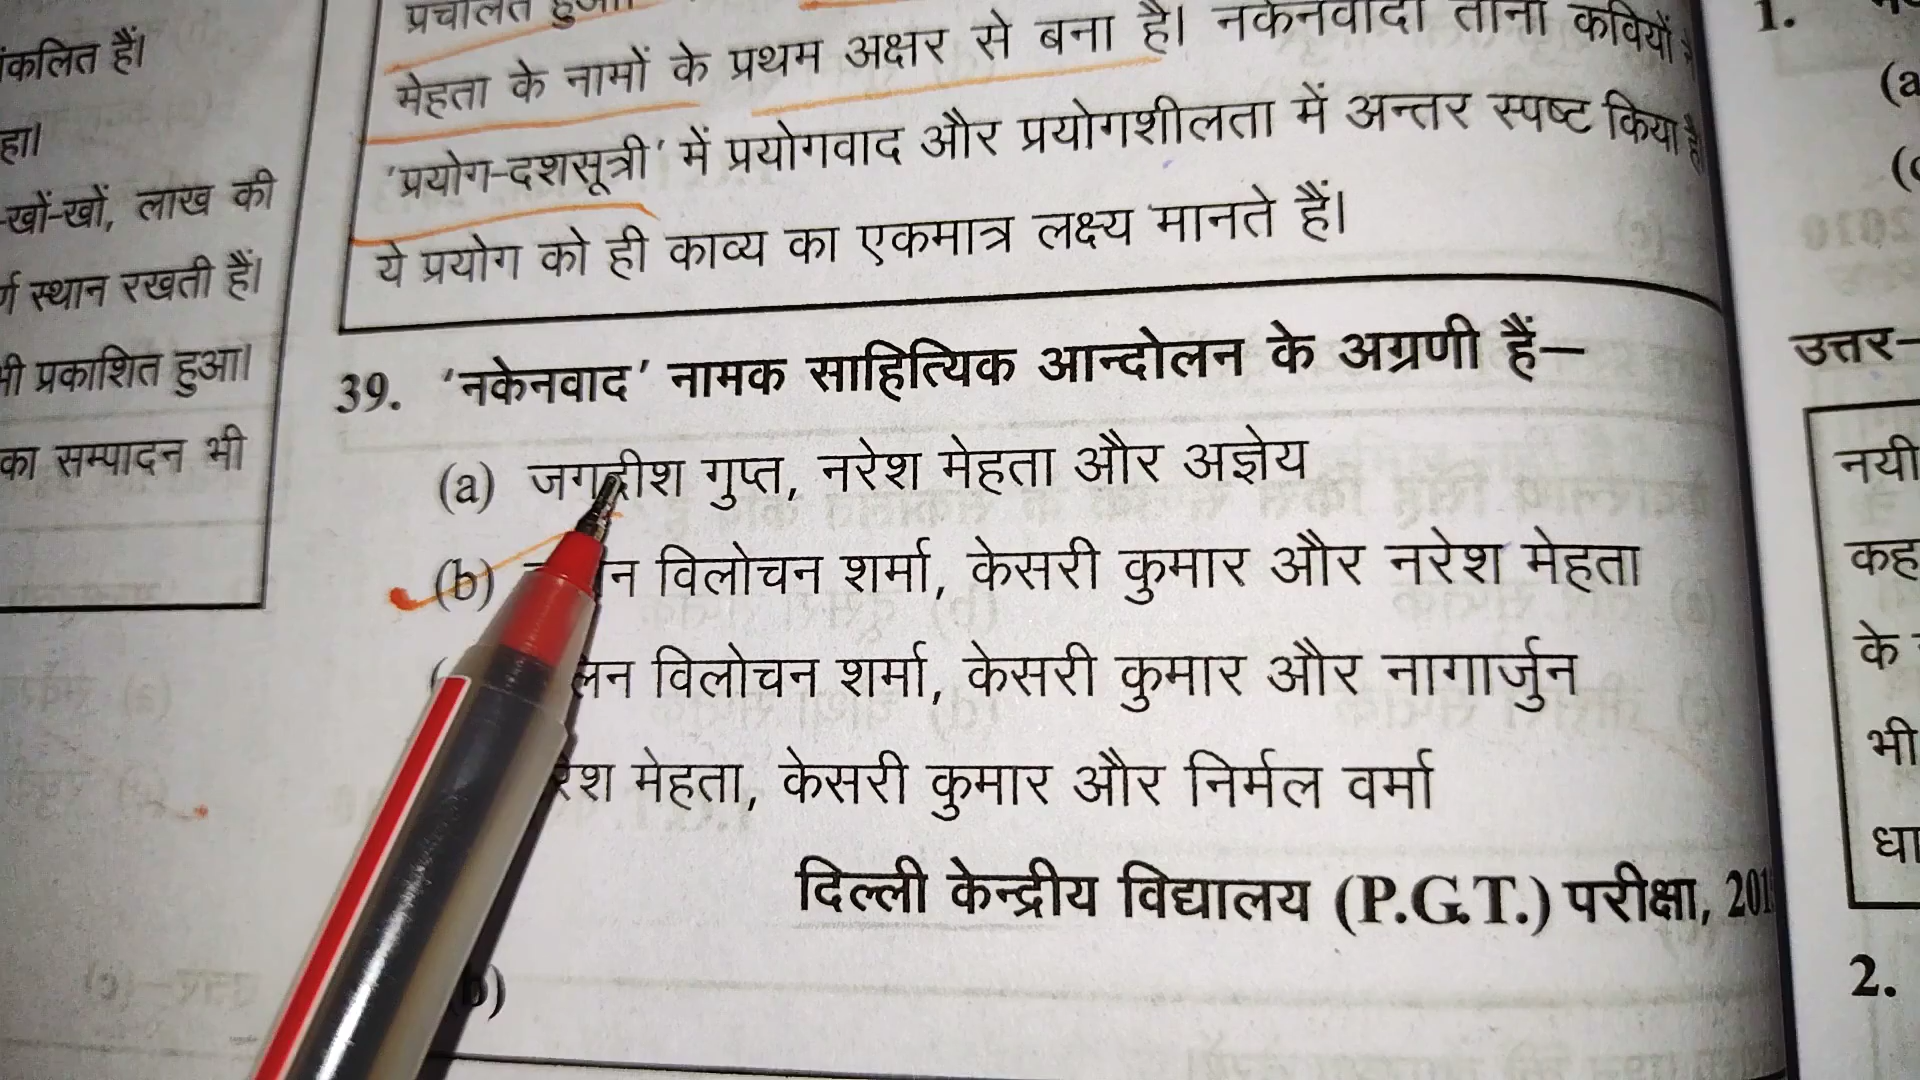 संकलित हैं।
खों-खों, लाख की
स्थान रखती हैं।
भी प्रकाशित हुआ।
का सम्पादन भी
प्रचलित हुआ।
मेहता के नामों के प्रथम अक्षर से बना है। नकेनवादी तीनों कवियों ने
'प्रयोग-दशसूत्री' में प्रयोगवाद और प्रयोगशीलता में अन्तर स्पष्ट किया है
ये प्रयोग को ही काव्य का एकमात्र लक्ष्य मानते हैं।
39. 'नकेनवाद' नामक साहित्यिक आन्दोलन के अग्रणी हैं–
(a) जगदीश गुप्त, नरेश मेहता और अज्ञेय
(b) विलोचन शर्मा, केसरी कुमार और नरेश मेहता
विलोचन शर्मा, केसरी कुमार और नागार्जुन
मेहता, केसरी कुमार और निर्मल वर्मा
दिल्ली केन्द्रीय विद्यालय (P.G.T.) परीक्षा, 201
(b)
1.
(a
उत्तर–
नयी
कह
के
भी
धा
2.